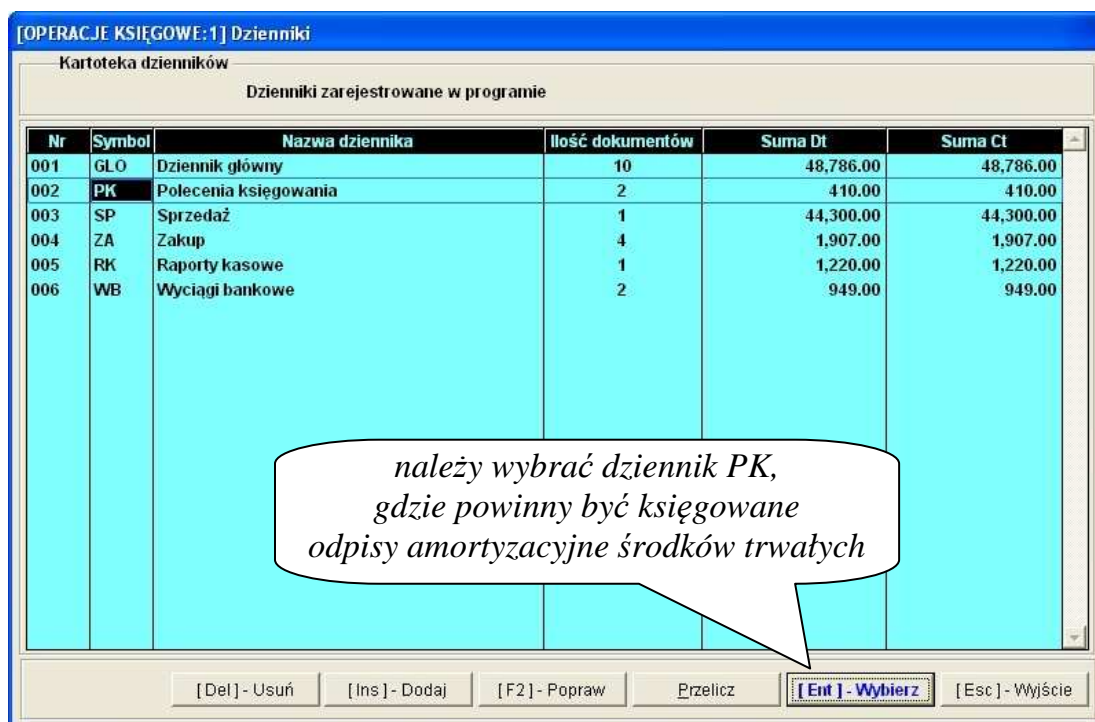 [OPERACJE KSIĘGOWE:1] Dzienniki
Kartoteka dzienników
Dzienniki zarejestrowane w programie
Nr Symbol Nazwa dziennika Ilość dokumentów Suma Dt Suma Ct
001 GLO Dziennik główny 10 48,786.00 48,786.00
002 PK Polecenia księgowania 2 410.00 410.00
003 SP Sprzedaż 1 44,300.00 44,300.00
004 ZA Zakup 4 1,907.00 1,907.00
005 RK Raporty kasowe 1 1,220.00 1,220.00
006 WB Wyciągi bankowe 2 949.00 949.00
należy wybrać dziennik PK,
gdzie powinny być księgowane
odpisy amortyzacyjne środków trwałych
[Del] - Usuń [Ins] - Dodaj [F2] - Popraw Przelicz [Ent] - Wybierz [Esc] - Wyjście